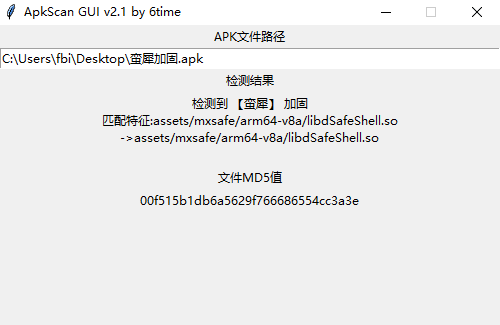 ApkScan GUI v2.1 by 6time
APK文件路径
C:\Users\fbi\Desktop\蛮犀加固.apk
检测结果
检测到 【蛮犀】 加固
匹配特征:assets/mxsafe/arm64-v8a/libdSafeShell.so
->assets/mxsafe/arm64-v8a/libdSafeShell.so
文件MD5值
00f515b1db6a5629f766686554cc3a3e